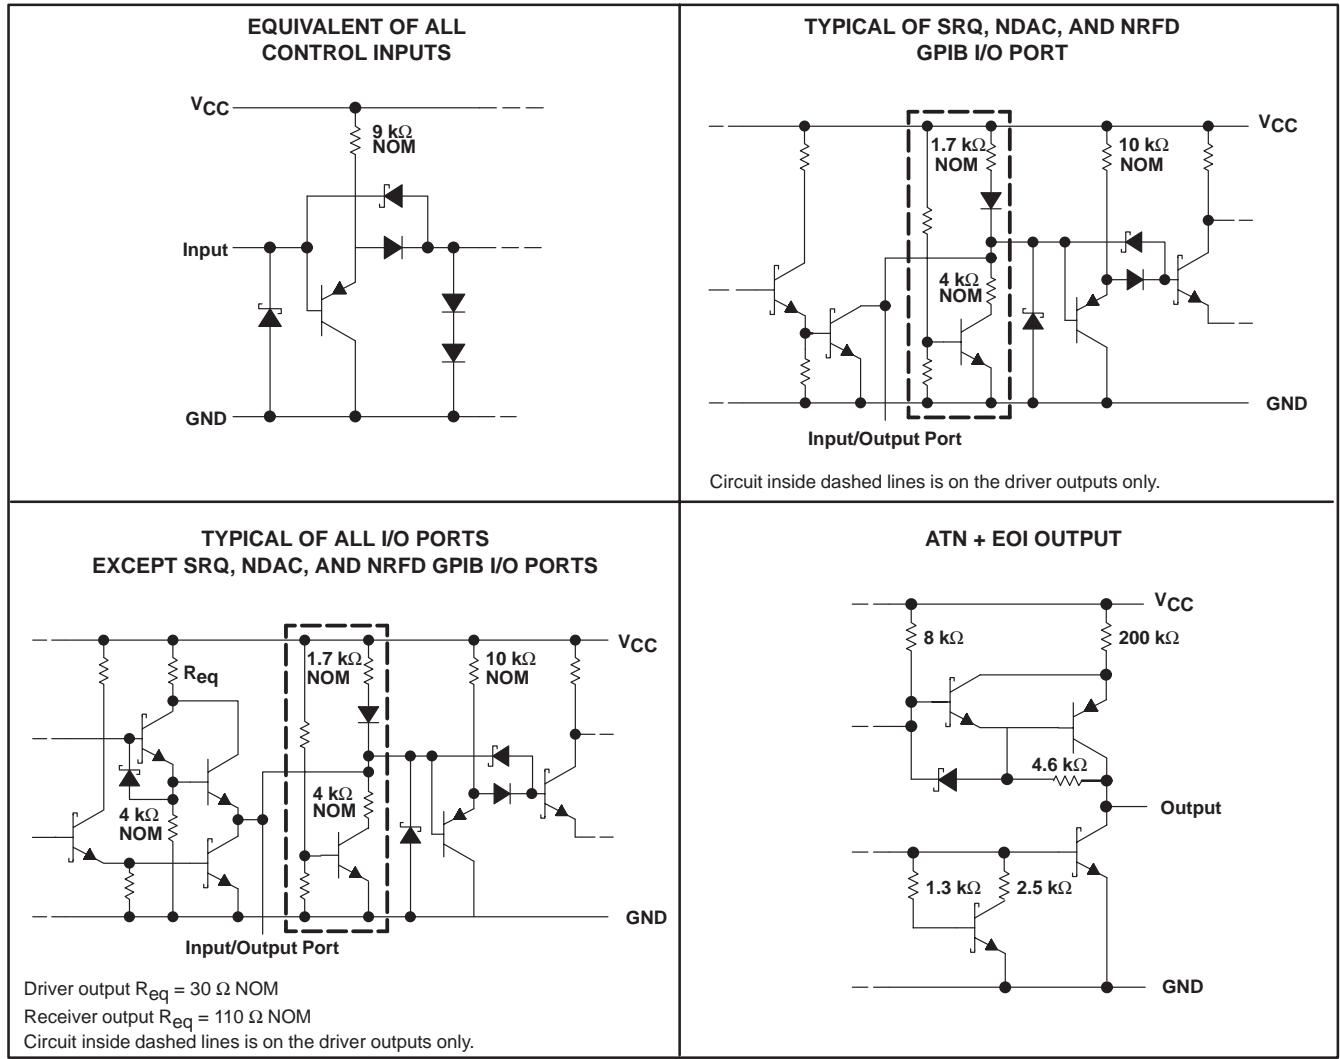 EQUIVALENT OF ALL
CONTROL INPUTS
VCC
9 kΩ
NOM
Input
GND
TYPICAL OF SRQ, NDAC, AND NRFD
GPIB I/O PORT
VCC
1.7 kΩ
NOM
10 kΩ
NOM
4 kΩ
NOM
GND
Input/Output Port
Circuit inside dashed lines is on the driver outputs only.
TYPICAL OF ALL I/O PORTS
EXCEPT SRQ, NDAC, AND NRFD GPIB I/O PORTS
VCC
Req
1.7 kΩ
NOM
10 kΩ
NOM
4 kΩ
NOM
4 kΩ
NOM
GND
Input/Output Port
Driver output Req = 30 Ω NOM
Receiver output Req = 110 Ω NOM
Circuit inside dashed lines is on the driver outputs only.
ATN + EOI OUTPUT
VCC
8 kΩ
200 kΩ
4.6 kΩ
Output
1.3 kΩ
2.5 kΩ
GND